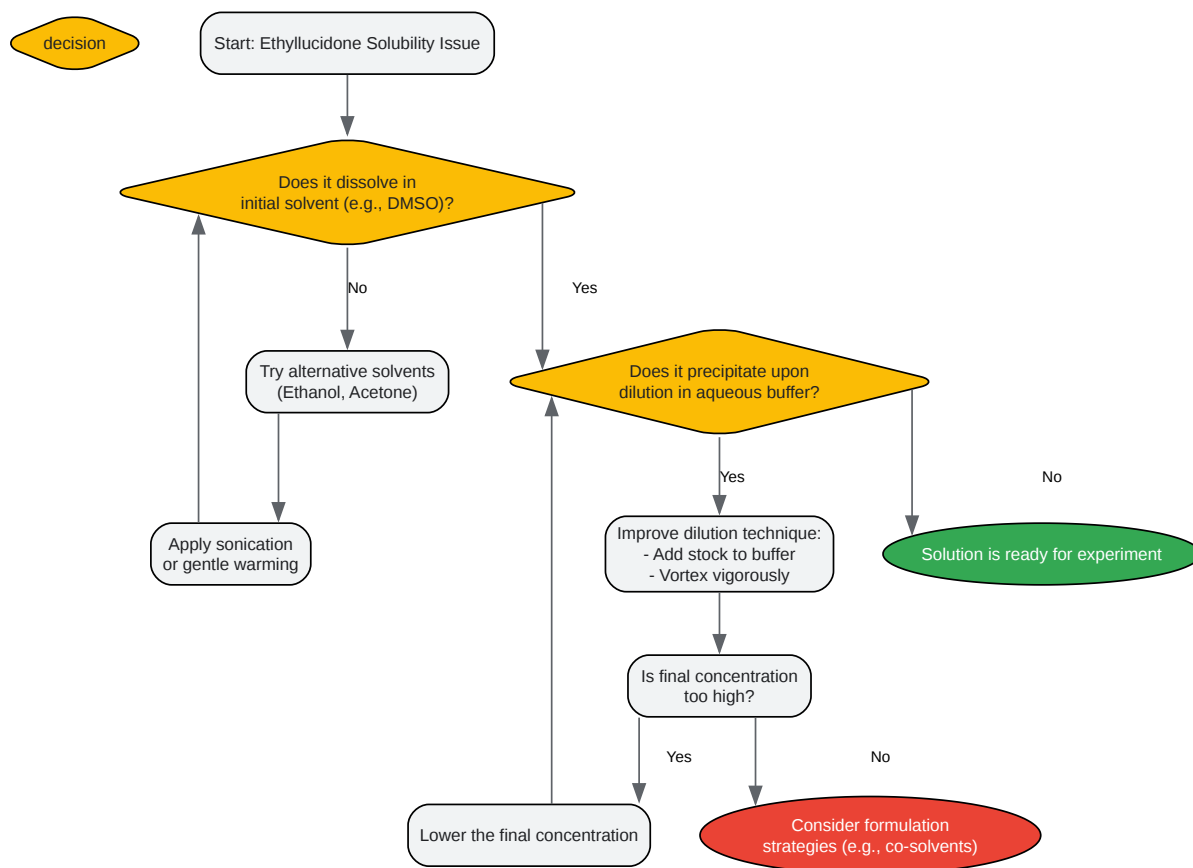 decision
Start: Ethyllucidone Solubility Issue
Does it dissolve in
initial solvent (e.g., DMSO)?
No
Yes
Try alternative solvents
(Ethanol, Acetone)
Does it precipitate upon
dilution in aqueous buffer?
Yes
No
Apply sonication
or gentle warming
Improve dilution technique:
- Add stock to buffer
- Vortex vigorously
Solution is ready for experiment
Is final concentration
too high?
Yes
No
Lower the final concentration
Consider formulation
strategies (e.g., co-solvents)